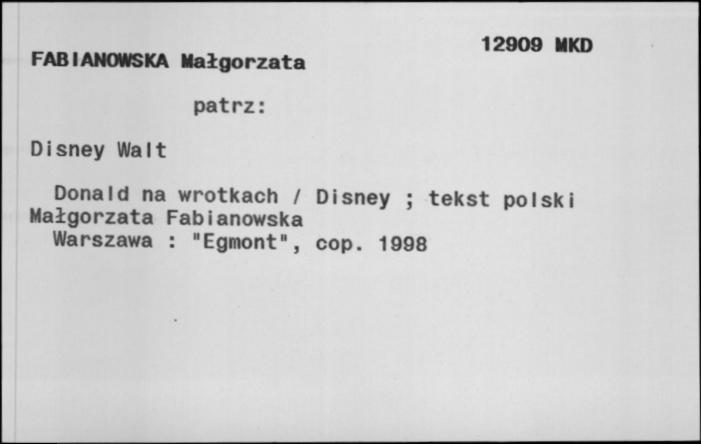 12909 MKD
FABIANOWSKA Małgorzata
patrz:
Disney Walt
Donald na wrotkach / Disney ; tekst polski
Małgorzata Fabianowska
Warszawa : "Egmont", cop. 1998